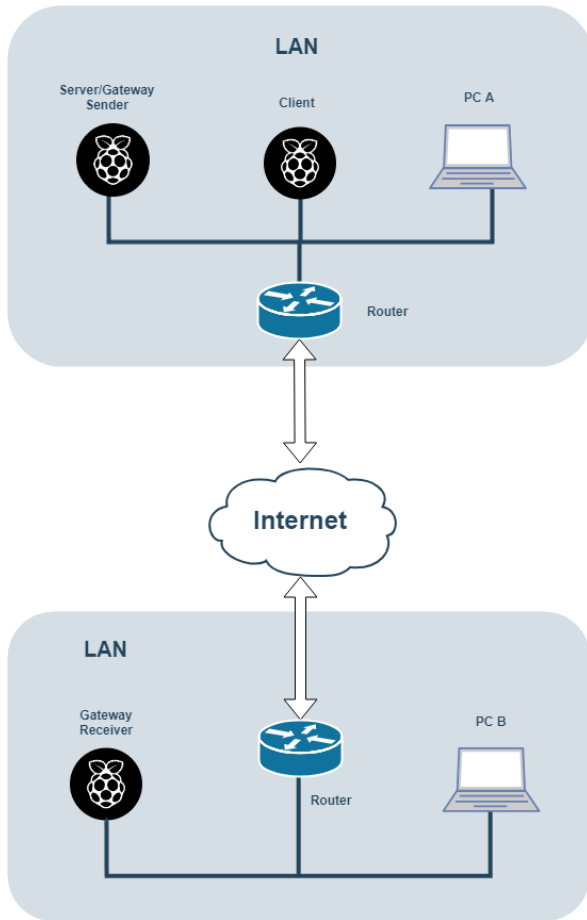 LAN
Server/Gateway
Sender
Client
PC A
Router
Internet
LAN
Gateway
Receiver
PC B
Router